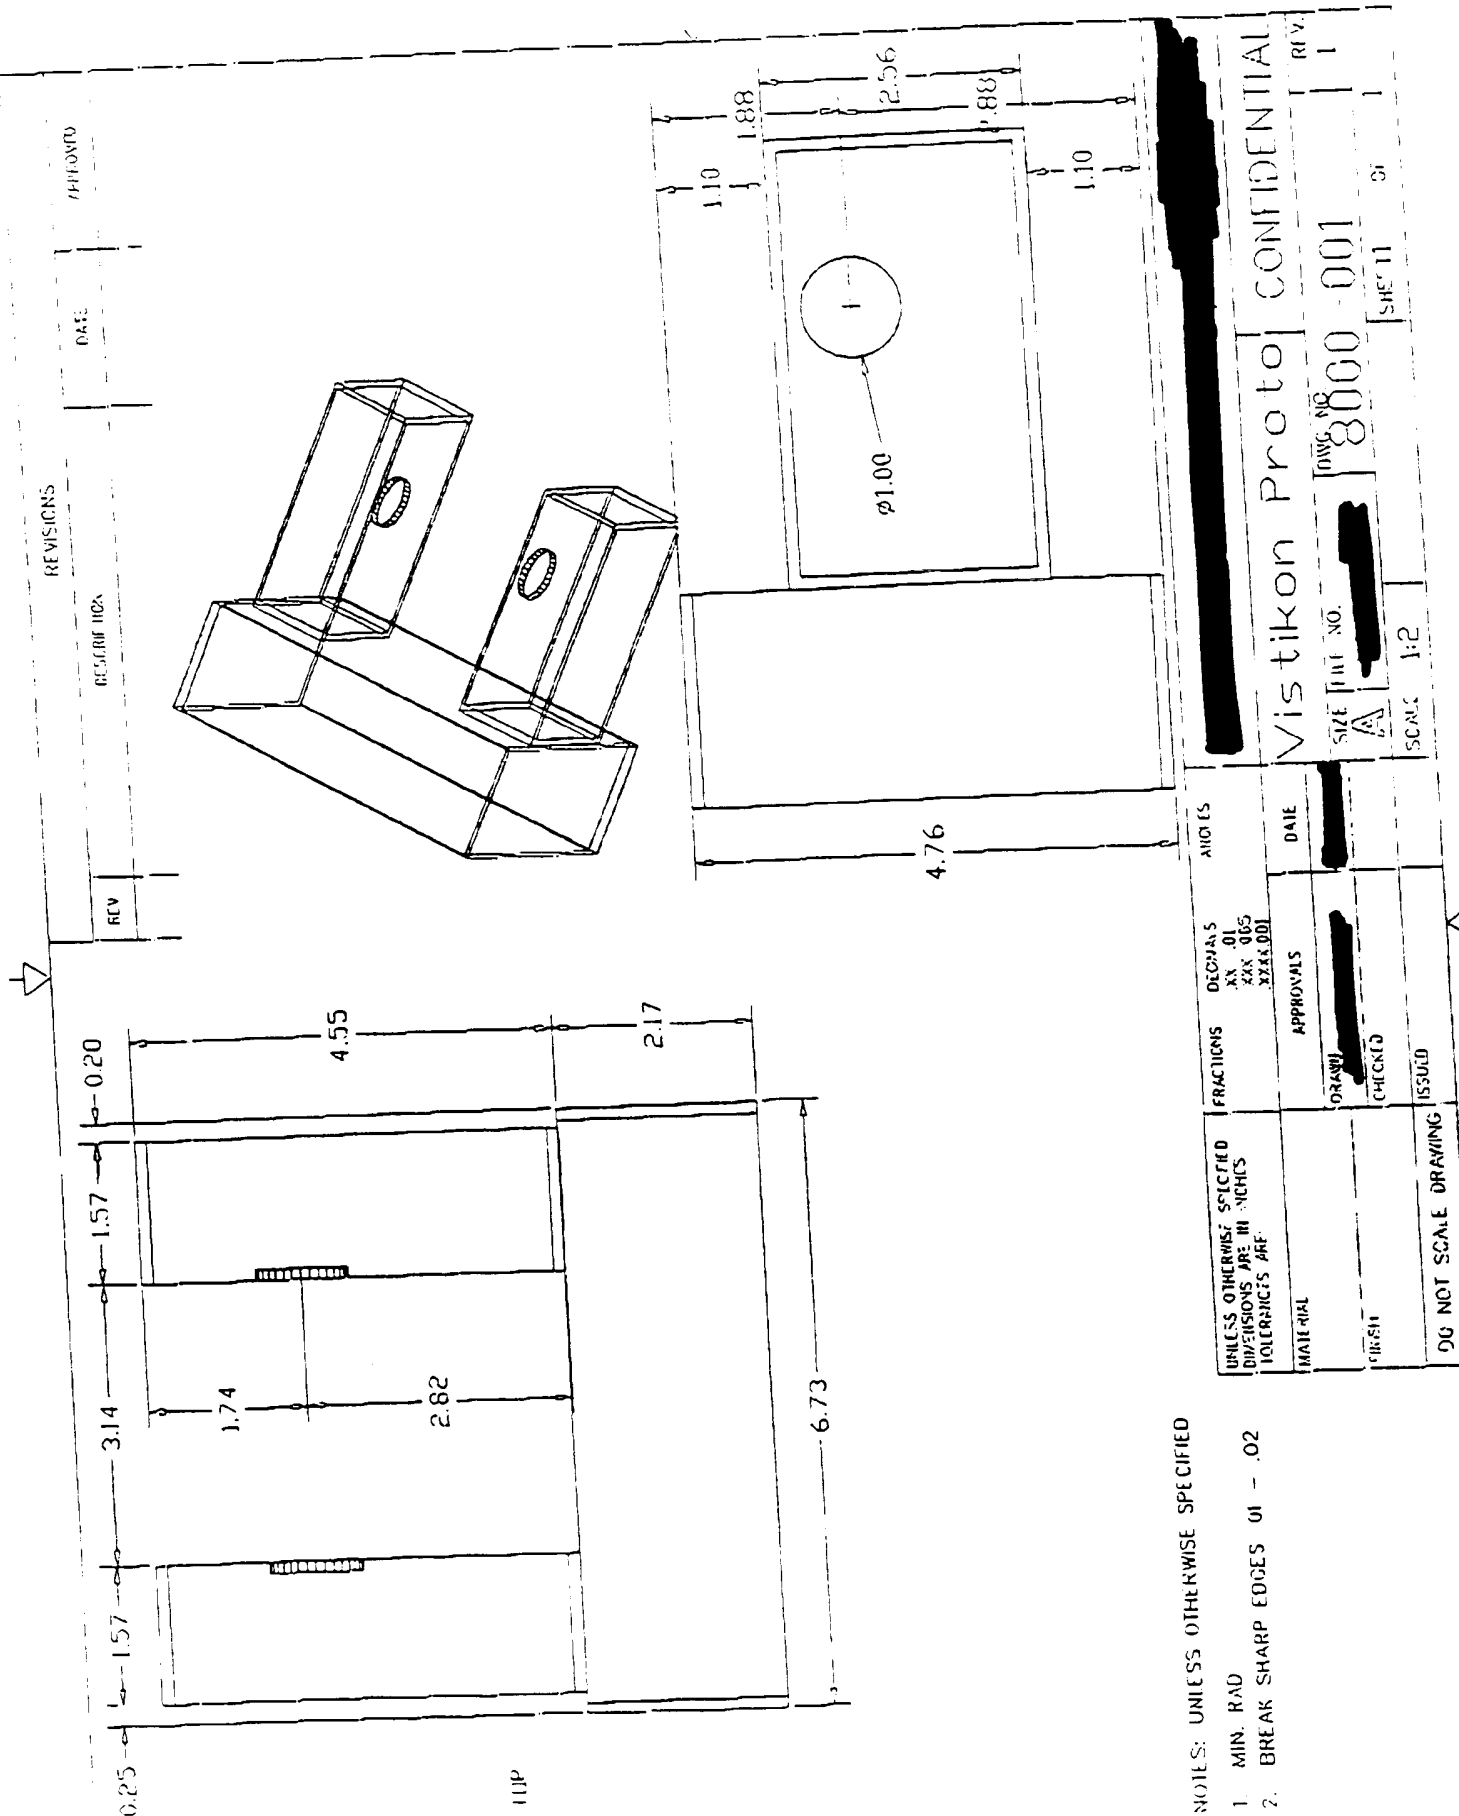 REVISIONS
REV
DATE
APPROVED
0.25
1.57
3.14
1.57
0.20
4.55
2.17
1.74
2.82
6.73
TOP
1.88
2.56
1.10
1.88
1.10
ø1.00
4.76
NOTES: UNLESS OTHERWISE SPECIFIED
1 MIN. RAD
2. BREAK SHARP EDGES 01 - .02
UNLESS OTHERWISE SPECIFIED
DIMENSIONS ARE IN INCHES
TOLERANCES ARE:
FRACTIONS
DECIMALS
.XX .01
.XXX .005
.XXXX.001
ANGLES
MATERIAL
FINISH
DO NOT SCALE DRAWING
APPROVALS
DATE
DRAWN
CHECKED
ISSUED
Vistikon Proto
CONFIDENTIAL
SIZE
A
FILE NO.
DWG NO
8000-001
REV.
1
SCALE 1:2
SHEET 1 OF 1